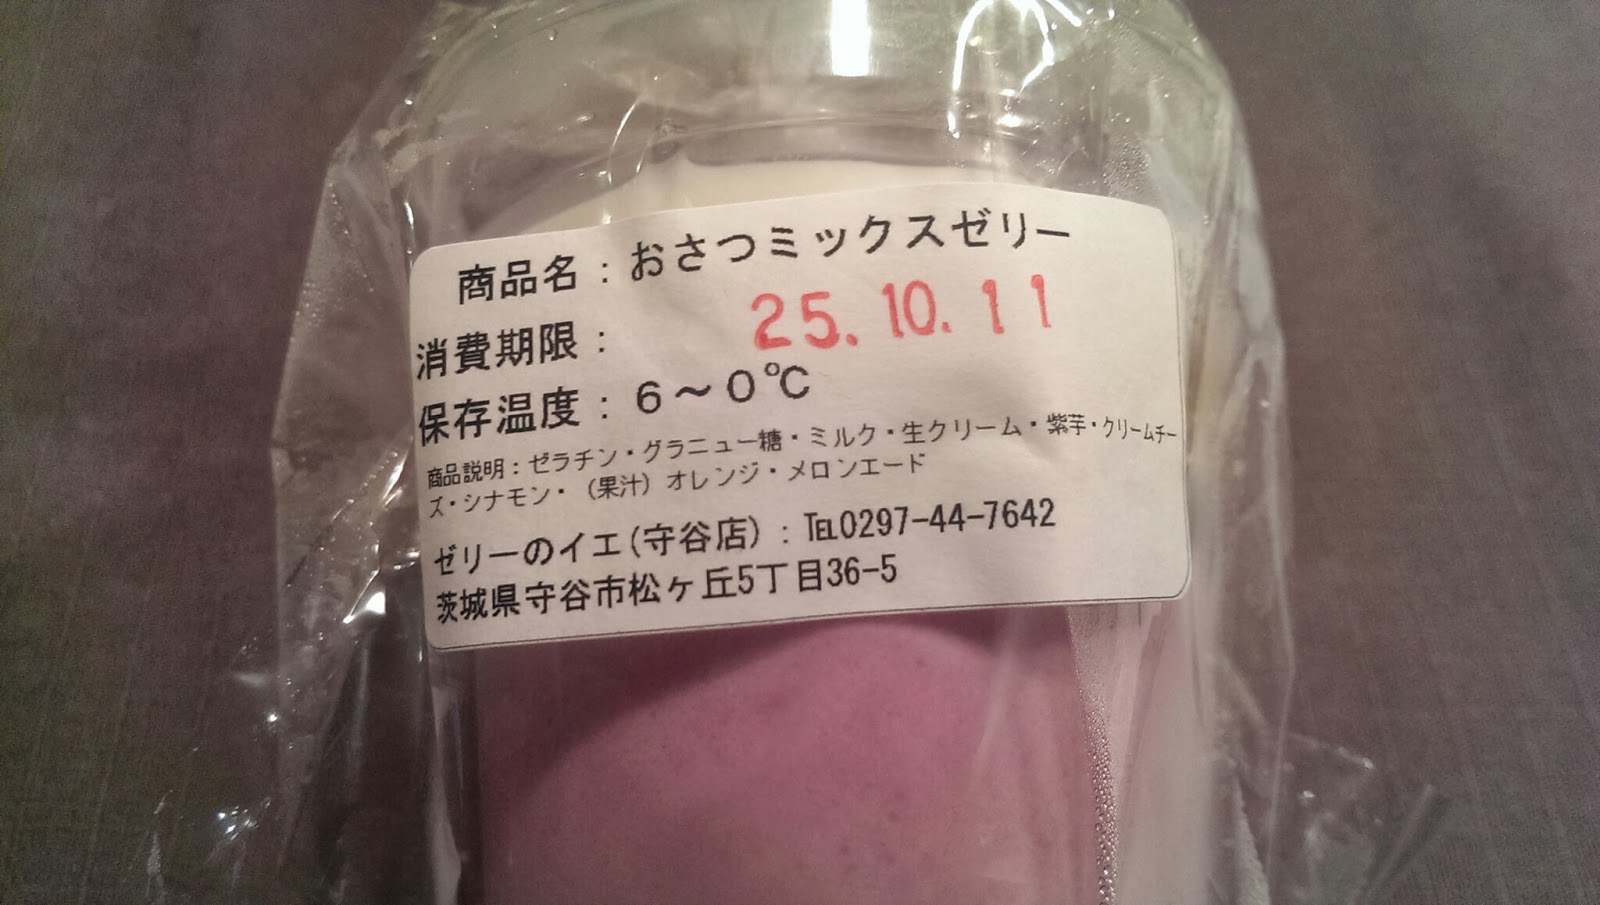 商品名：おさつミックスゼリー
消費期限： 25.10.11
保存温度：６～０℃
商品説明：ゼラチン・グラニュー糖・ミルク・生クリーム・紫芋・クリームチー
ズ・シナモン・（果汁）オレンジ・メロンエード
ゼリーのイエ(守谷店)：℡0297-44-7642
茨城県守谷市松ヶ丘5丁目36-5